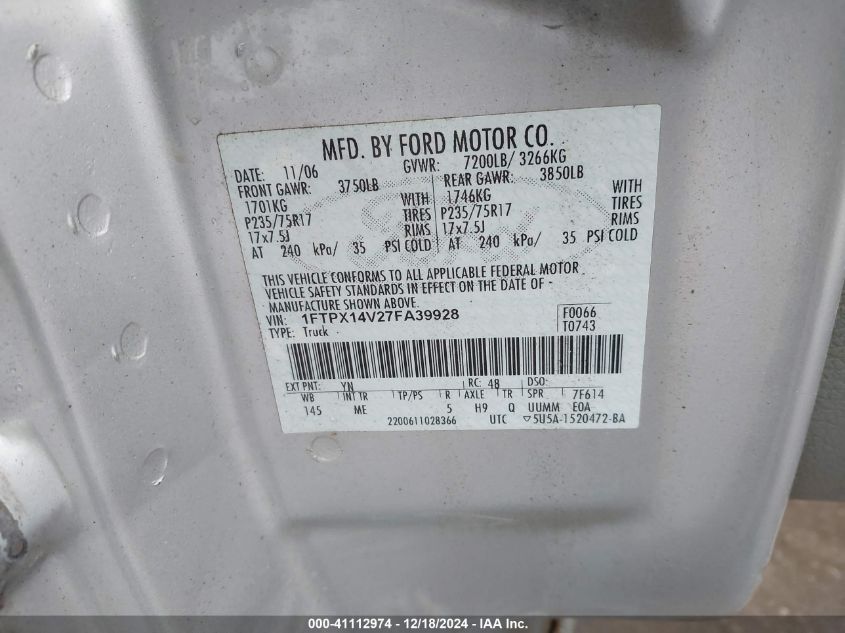 MFD. BY FORD MOTOR CO.
DATE: 11/06 GVWR: 7200LB/ 3266KG
FRONT GAWR: 3750LB REAR GAWR: 3850LB
1701KG WITH 1746KG WITH
P235/75R17 TIRES P235/75R17 TIRES
17x7.5J RIMS 17x7.5J RIMS
AT 240 kPa/ 35 PSI COLD AT 240 kPa/ 35 PSI COLD
THIS VEHICLE CONFORMS TO ALL APPLICABLE FEDERAL MOTOR
VEHICLE SAFETY STANDARDS IN EFFECT ON THE DATE OF
MANUFACTURE SHOWN ABOVE.
VIN: 1FTPX14V27FA39928 F0066
TYPE: Truck T0743
EXT PNT: YN RC: 48 DSO:
WB INT TR TP/PS R AXLE TR SPR 7F614
145 ME 5 H9 Q UUMM EOA
2200611028366 UTC ▽5U5A-1520472-BA
000-41112974 - 12/18/2024 - IAA Inc.